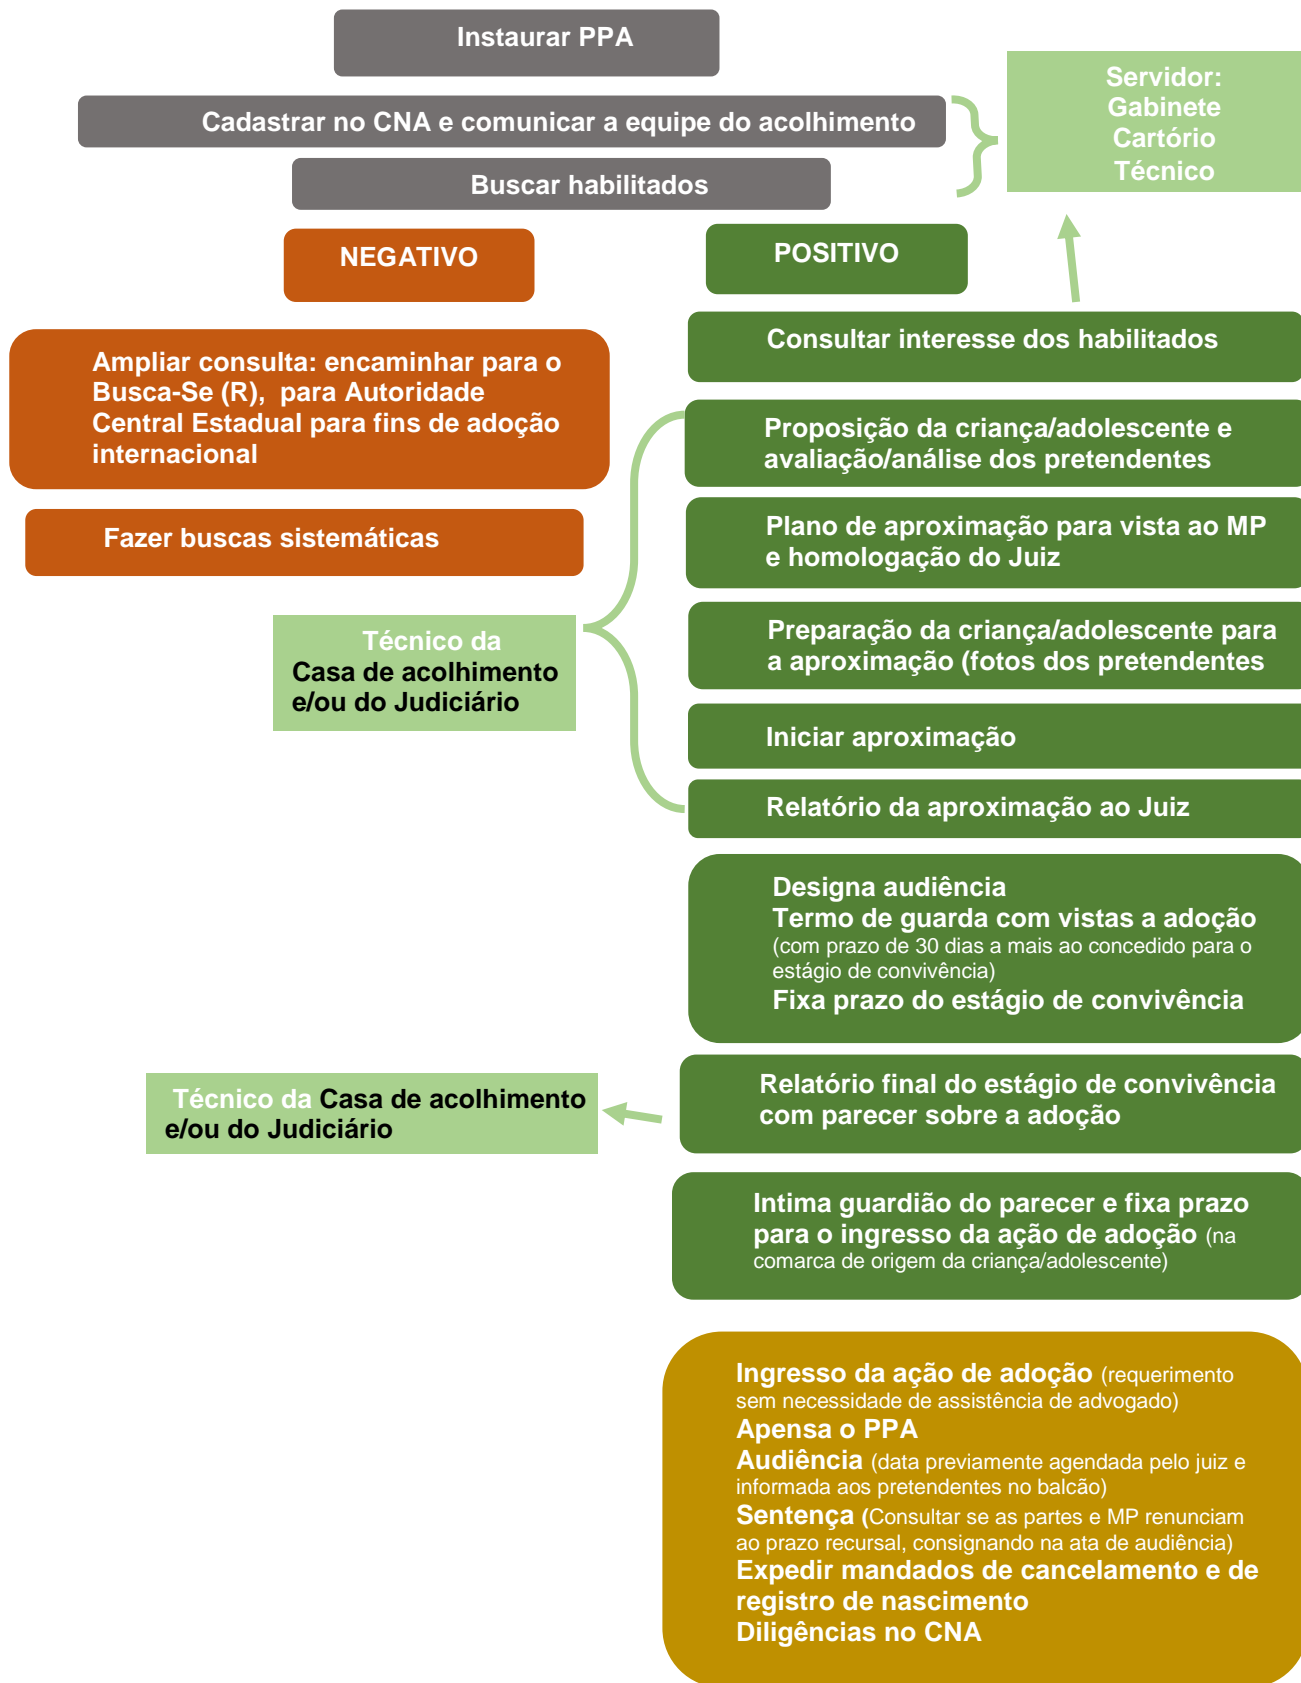 Instaurar PPA
Cadastrar no CNA e comunicar a equipe do acolhimento
Buscar habilitados
Servidor:
Gabinete
Cartório
Técnico
NEGATIVO
POSITIVO
Ampliar consulta: encaminhar para o
Busca-Se (R),  para Autoridade
Central Estadual para fins de adoção
internacional
Fazer buscas sistemáticas
Consultar interesse dos habilitados
Proposição da criança/adolescente e
avaliação/análise dos pretendentes
Plano de aproximação para vista ao MP
e homologação do Juiz
Preparação da criança/adolescente para
a aproximação (fotos dos pretendentes
Iniciar aproximação
Relatório da aproximação ao Juiz
Técnico da
Casa de acolhimento
e/ou do Judiciário
Designa audiência
Termo de guarda com vistas a adoção
(com prazo de 30 dias a mais ao concedido para o
estágio de convivência)
Fixa prazo do estágio de convivência
Relatório final do estágio de convivência
com parecer sobre a adoção
Técnico da Casa de acolhimento
e/ou do Judiciário
Intima guardião do parecer e fixa prazo
para o ingresso da ação de adoção (na
comarca de origem da criança/adolescente)
Ingresso da ação de adoção (requerimento
sem necessidade de assistência de advogado)
Apensa o PPA
Audiência (data previamente agendada pelo juiz e
informada aos pretendentes no balcão)
Sentença (Consultar se as partes e MP renunciam
ao prazo recursal, consignando na ata de audiência)
Expedir mandados de cancelamento e de
registro de nascimento
Diligências no CNA